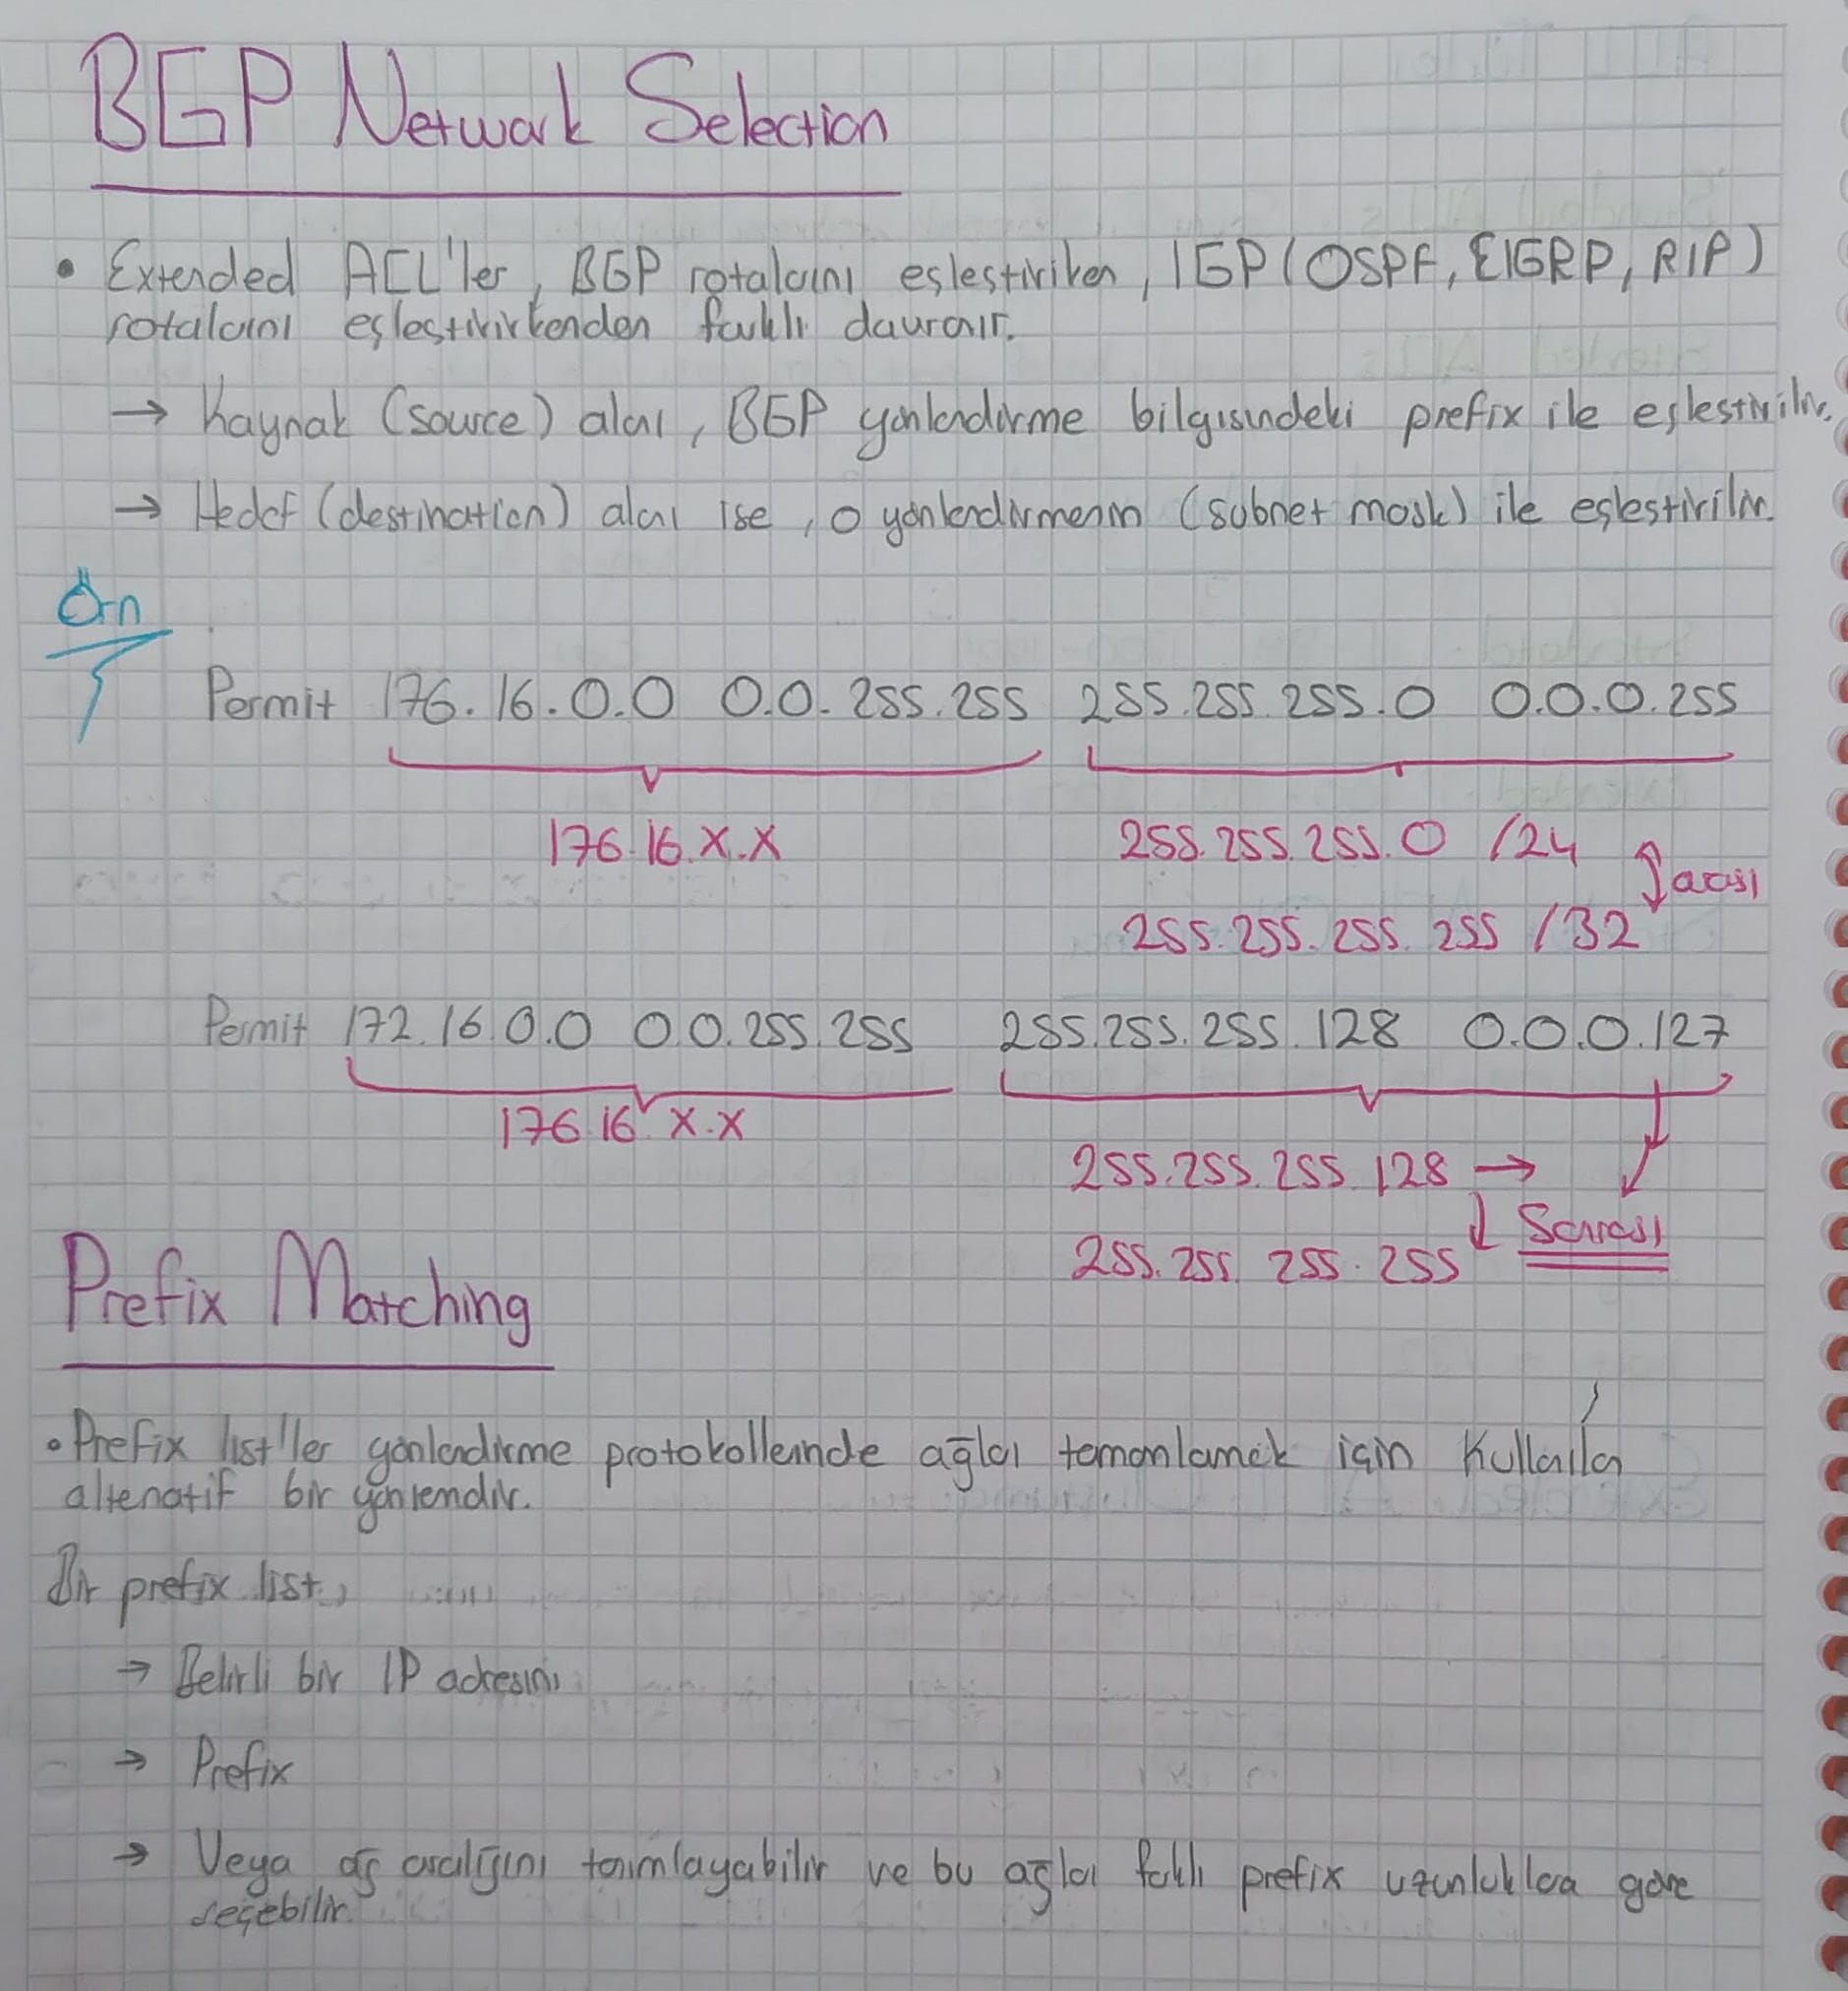 BGP Network Selection
• Extended ACL'ler, BGP rotalarını eşleştiriken, IGP (OSPF, EIGRP, RIP)
rotalarını eşleştirirkenden farklı davranır.
→ Kaynak (source) alanı, BGP yönlendirme bilgisindeki prefix ile eşleştirilir.
→ Hedef (destination) alanı ise, o yönlendirmenin (subnet mask) ile eşleştirilir.
Örn
Permit 176.16.0.0 0.0.255.255 255.255.255.0 0.0.0.255
176.16.X.X
255.255.255.0 /24
arası
255.255.255.255 /32
Permit 172.16.0.0 0.0.255.255 255.255.255.128 0.0.0.127
176.16.X.X
255.255.255.128 →
↓ Sonrası
255.255.255.255
Prefix Matching
• Prefix list'ler yönlendirme protokollerinde ağları tamamlamak için kullanılan
altenatif bir yöntemdir.
Bir prefix list,
→ Belirli bir IP adresini
→ Prefix
→ Veya ağ aralığını tanımlayabilir ve bu ağları farklı prefix uzunluklara göre
seçebilir.